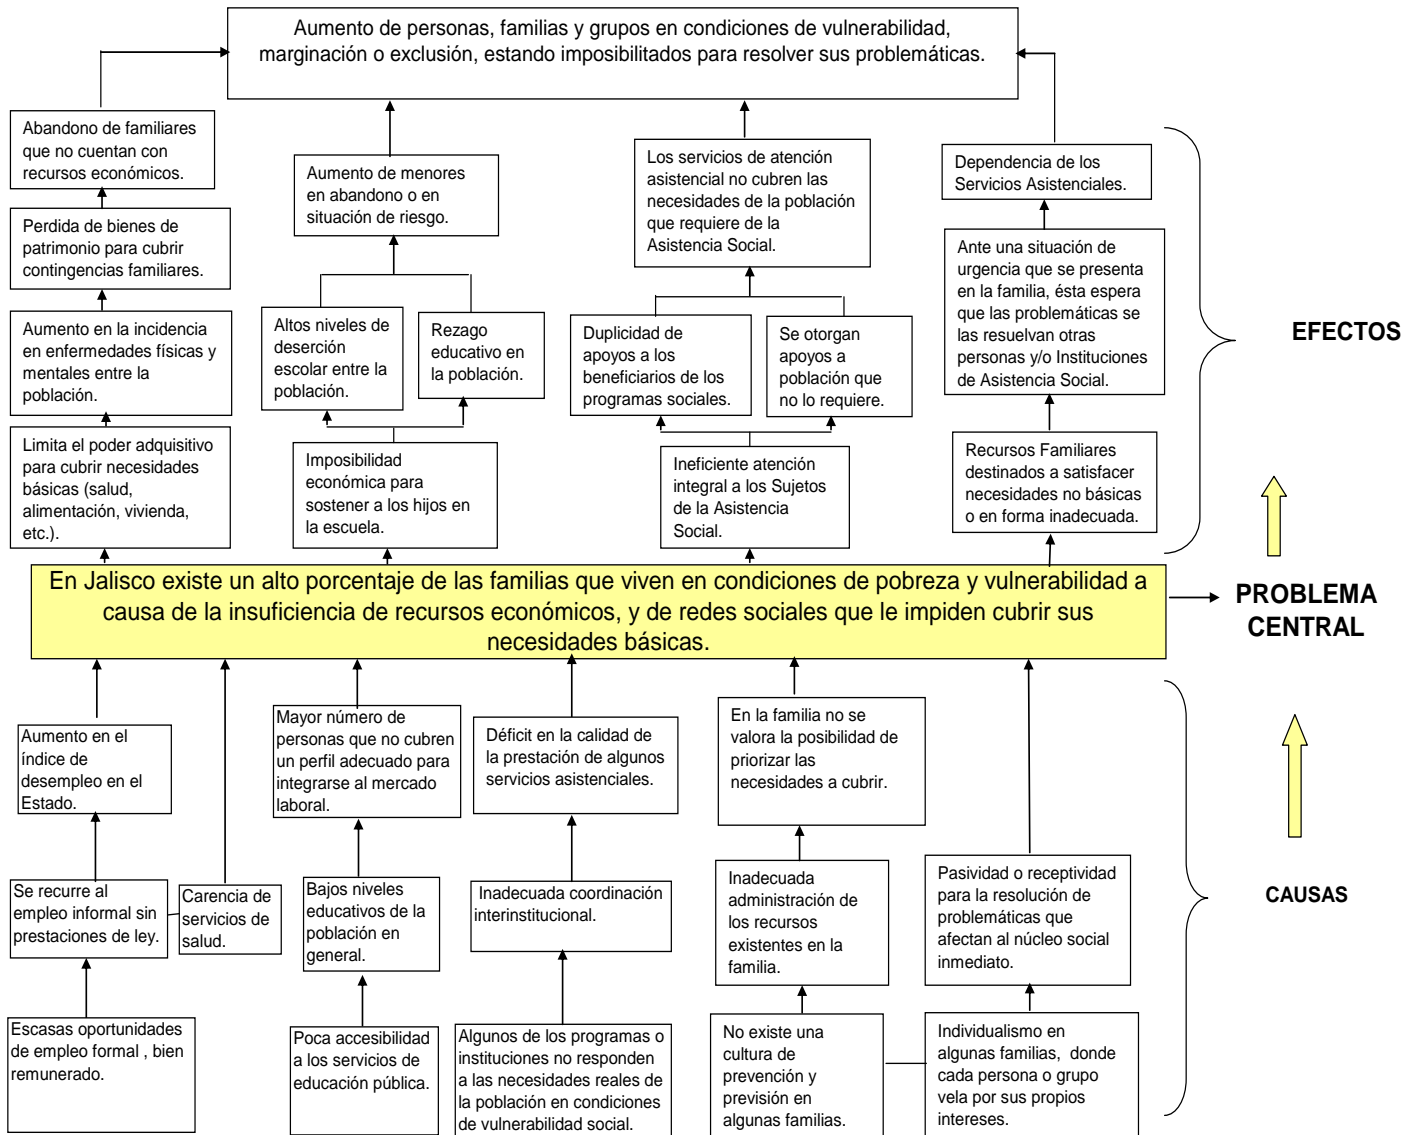 Aumento de personas, familias y grupos en condiciones de vulnerabilidad,
marginación o exclusión, estando imposibilitados para resolver sus problemáticas.
Abandono de familiares
que no cuentan con
recursos económicos.
Aumento de menores
en abandono o en
situación de riesgo.
Los servicios de atención
asistencial no cubren las
necesidades de la población
que requiere de la
Asistencia Social.
Dependencia de los
Servicios Asistenciales.
Perdida de bienes de
patrimonio para cubrir
contingencias familiares.
Ante una situación de
urgencia que se presenta
en la familia, ésta espera
que las problemáticas se
las resuelvan otras
personas y/o Instituciones
de Asistencia Social.
Aumento en la incidencia
en enfermedades físicas y
mentales entre la
población.
Altos niveles de
deserción
escolar entre la
población.
Rezago
educativo en
la población.
Duplicidad de
apoyos a los
beneficiarios de los
programas sociales.
Se otorgan
apoyos a
población que
no lo requiere.
EFECTOS
Limita el poder adquisitivo
para cubrir necesidades
básicas (salud,
alimentación, vivienda,
etc.).
Imposibilidad
económica para
sostener a los hijos en
la escuela.
Ineficiente atención
integral a los Sujetos
de la Asistencia
Social.
Recursos Familiares
destinados a satisfacer
necesidades no básicas
o en forma inadecuada.
En Jalisco existe un alto porcentaje de las familias que viven en condiciones de pobreza y vulnerabilidad a
causa de la insuficiencia de recursos económicos, y de redes sociales que le impiden cubrir sus
necesidades básicas.
PROBLEMA
CENTRAL
Aumento en el
índice de
desempleo en el
Estado.
Mayor número de
personas que no cubren
un perfil adecuado para
integrarse al mercado
laboral.
Déficit en la calidad de
la prestación de algunos
servicios asistenciales.
En la familia no se
valora la posibilidad de
priorizar las
necesidades a cubrir.
Se recurre al
empleo informal sin
prestaciones de ley.
Carencia de
servicios de
salud.
Bajos niveles
educativos de la
población en
general.
Inadecuada coordinación
interinstitucional.
Inadecuada
administración de
los recursos
existentes en la
familia.
Pasividad o receptividad
para la resolución de
problemáticas que
afectan al núcleo social
inmediato.
CAUSAS
Escasas oportunidades
de empleo formal , bien
remunerado.
Poca accesibilidad
a los servicios de
educación pública.
Algunos de los programas o
instituciones no responden
a las necesidades reales de
la población en condiciones
de vulnerabilidad social.
No existe una
cultura de
prevención y
previsión en
algunas familias.
Individualismo en
algunas familias, donde
cada persona o grupo
vela por sus propios
intereses.